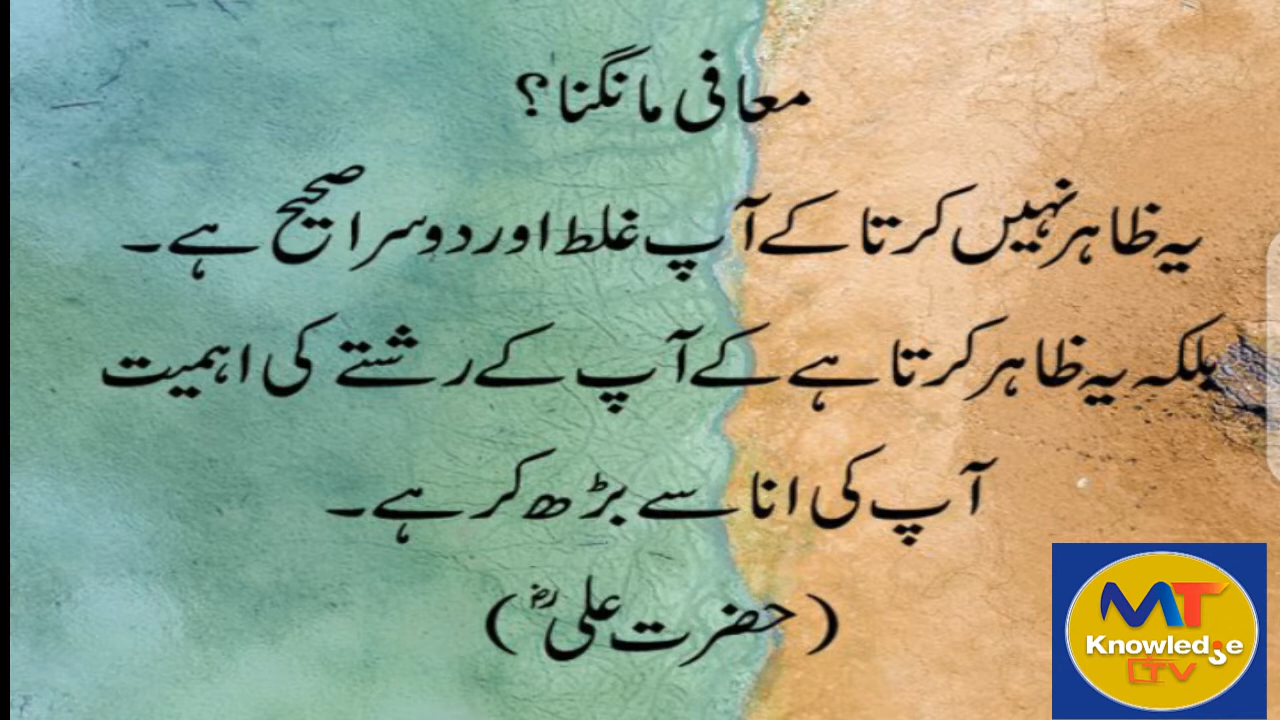 معافی مانگنا؟
یہ ظاہر نہیں کرتا کے آپ غلط اور دوسرا صحیح ہے۔
بلکہ یہ ظاہر کرتا ہے کے آپ کے رشتے کی اہمیت
آپ کی انا سے بڑھ کر ہے۔
(حضرت علیؓ)
MT
Knowledge
TV